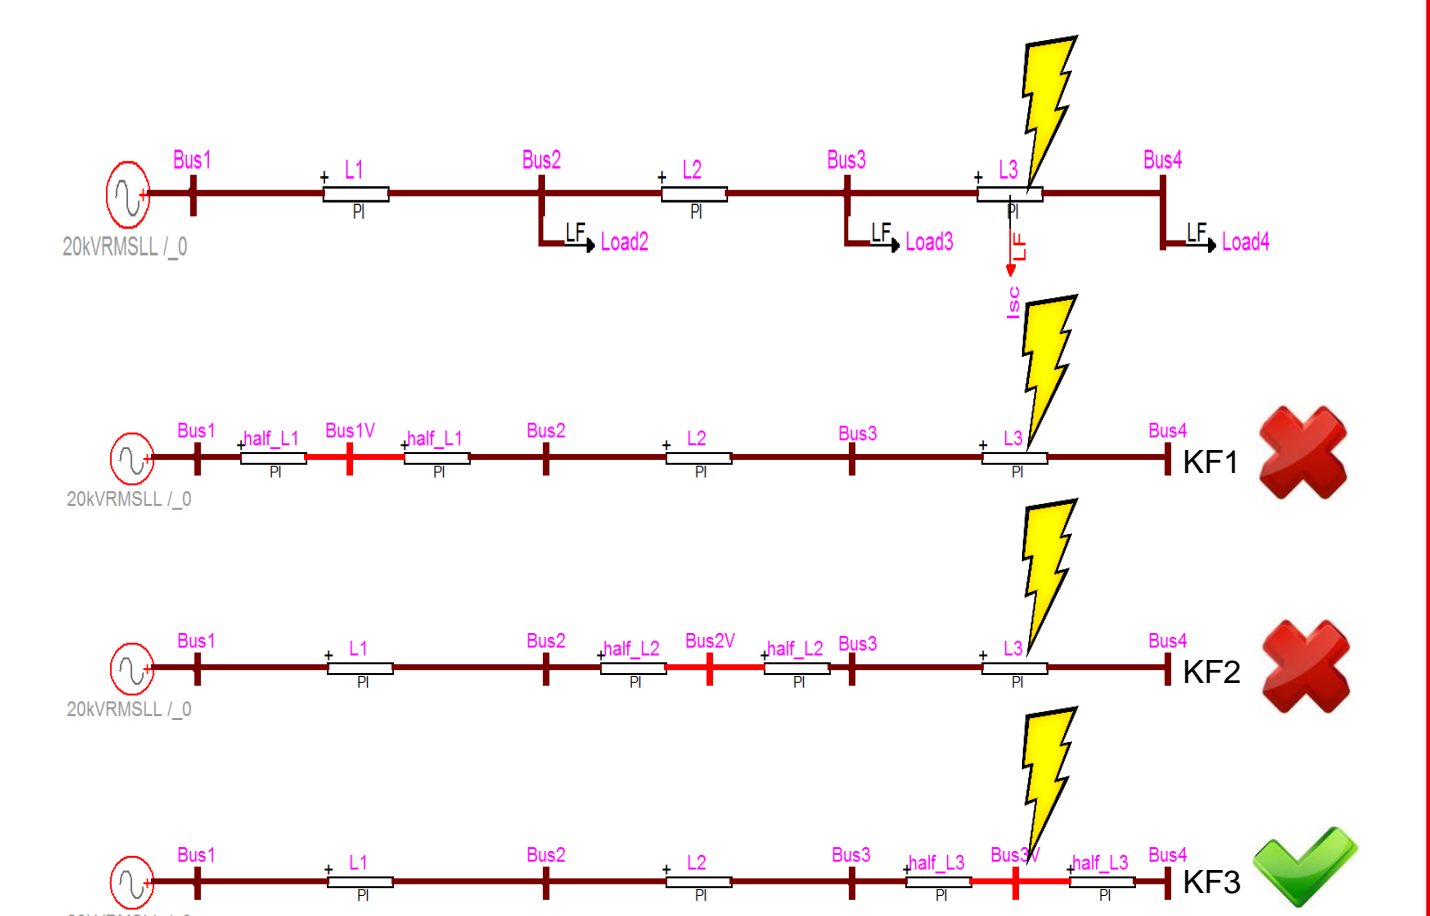 Bus1 + L1 Bus2 + L2 Bus3 + L3 Bus4
+ PI PI PI
20kVRMSLL /_0 LF Load2 LF Load3 LF LF Load4
Isc
Bus1 + half_L1 Bus1V + half_L1 Bus2 + L2 Bus3 + L3 Bus4
+ PI PI PI PI KF1
20kVRMSLL /_0
Bus1 + L1 Bus2 + half_L2 Bus2V + half_L2 Bus3 + L3 Bus4
+ PI PI PI PI KF2
20kVRMSLL /_0
Bus1 + L1 Bus2 + L2 Bus3 + half_L3 Bus3V + half_L3 Bus4
+ PI PI PI PI KF3